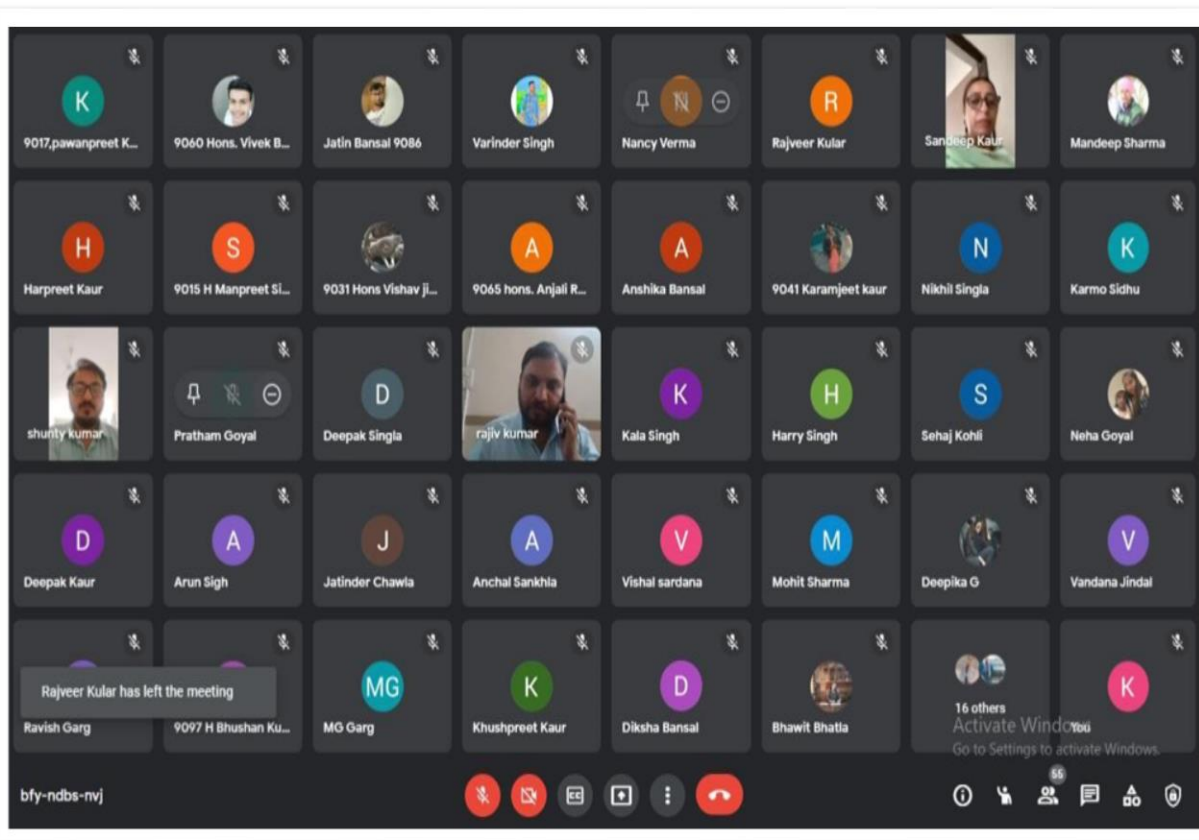 K
9017,pawanpreet K...
9060 Hons. Vivek B...
Jatin Bansal 9086
Varinder Singh
Nancy Verma
R
Rajveer Kular
Sandeep Kaur
Mandeep Sharma
H
Harpreet Kaur
S
9015 H Manpreet Si...
9031 Hons Vishav ji...
A
9065 hons. Anjali R...
A
Anshika Bansal
9041 Karamjeet kaur
N
Nikhil Singla
K
Karmo Sidhu
shunty kumar
Pratham Goyal
D
Deepak Singla
rajiv kumar
K
Kala Singh
H
Harry Singh
S
Sehaj Kohli
Neha Goyal
D
Deepak Kaur
A
Arun Sigh
J
Jatinder Chawla
A
Anchal Sankhla
V
Vishal sardana
M
Mohit Sharma
Deepika G
V
Vandana Jindal
Rajveer Kular has left the meeting
Ravish Garg
9097 H Bhushan Ku...
MG
MG Garg
K
Khushpreet Kaur
D
Diksha Bansal
Bhawit Bhatla
16 others
K
You
Activate Windows
Go to Settings to activate Windows.
bfy-ndbs-nvj
CC
55